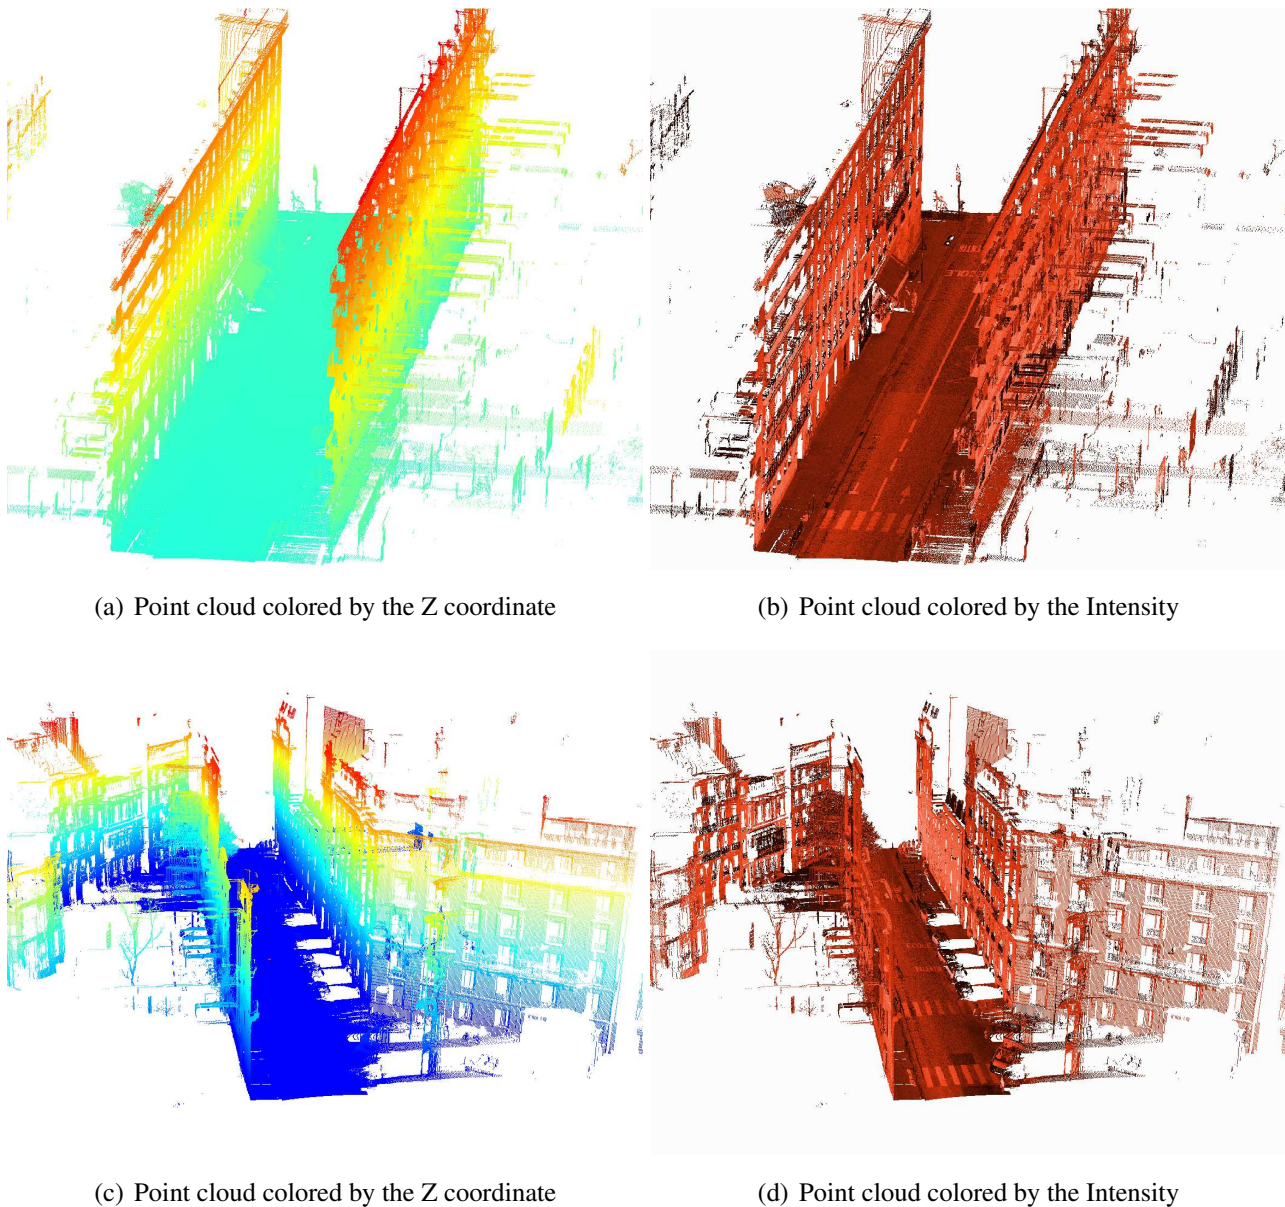 (a) Point cloud colored by the Z coordinate
(b) Point cloud colored by the Intensity
(c) Point cloud colored by the Z coordinate
(d) Point cloud colored by the Intensity